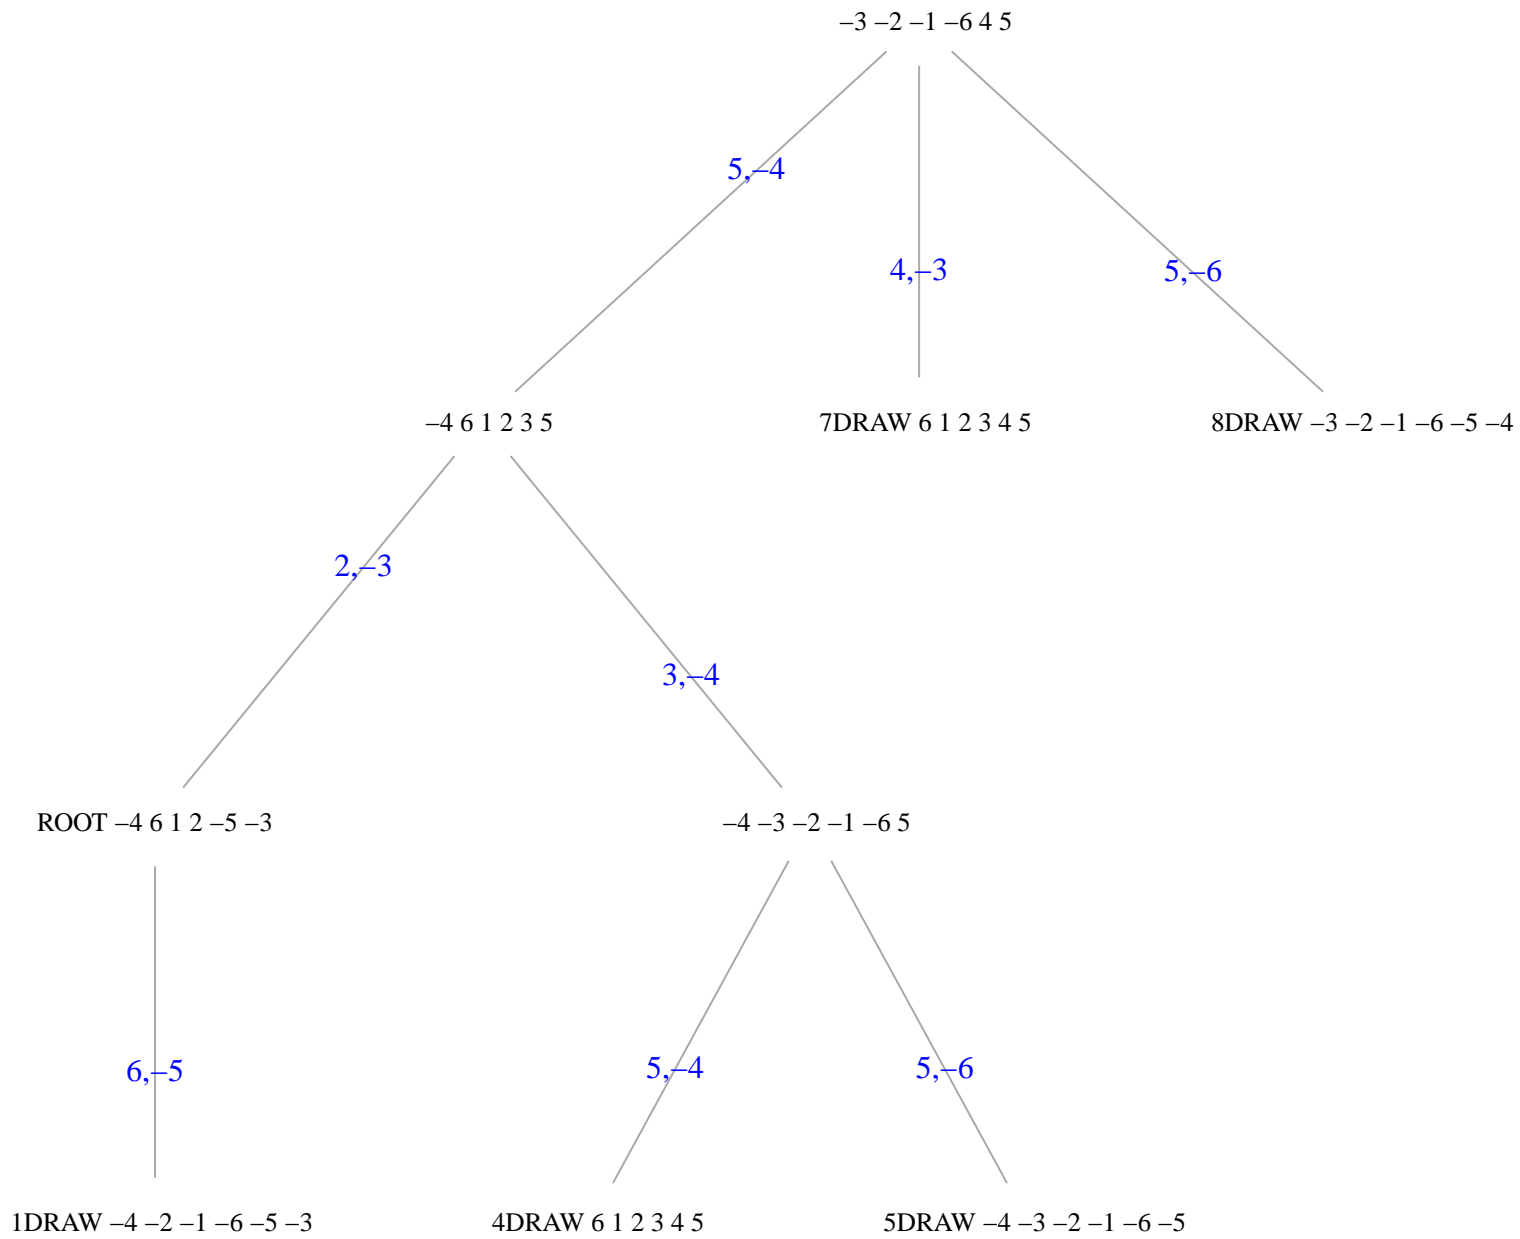 –3 –2 –1 –6 4 5
5,–4
4,–3
5,–6
–4 6 1 2 3 5
7DRAW 6 1 2 3 4 5
8DRAW –3 –2 –1 –6 –5 –4
2,–3
3,–4
ROOT –4 6 1 2 –5 –3
–4 –3 –2 –1 –6 5
6,–5
5,–4
5,–6
1DRAW –4 –2 –1 –6 –5 –3
4DRAW 6 1 2 3 4 5
5DRAW –4 –3 –2 –1 –6 –5